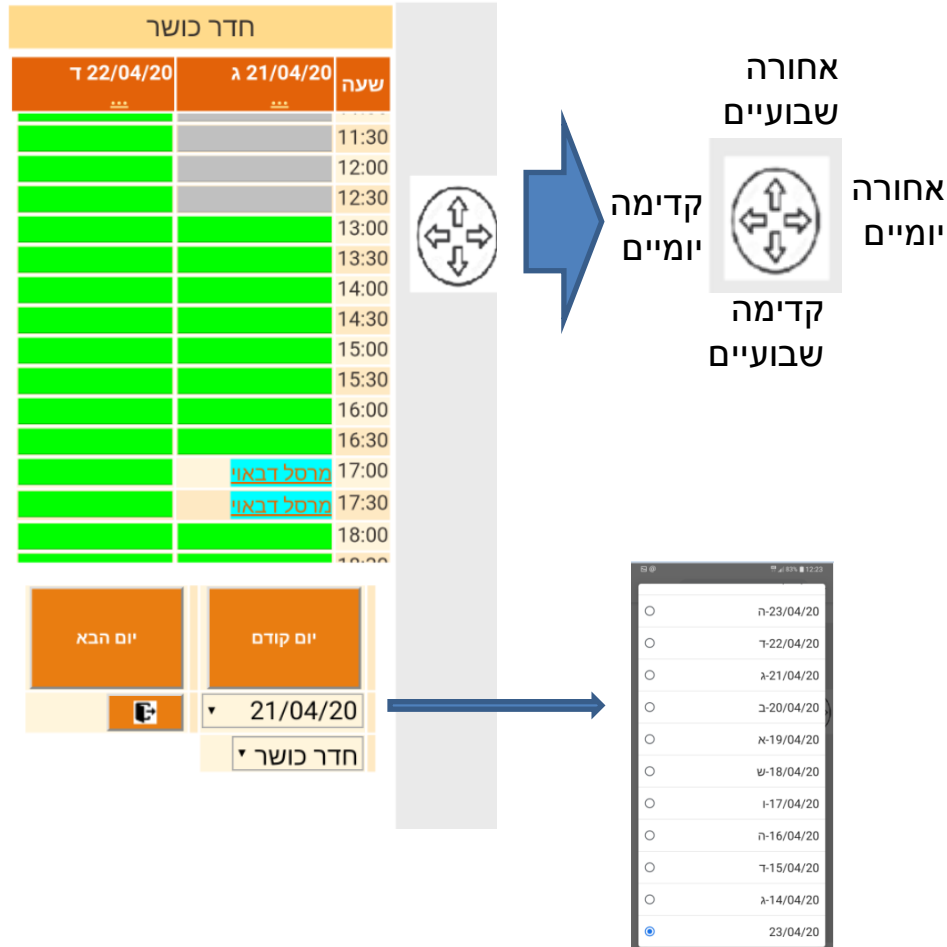 חדר כושר
שעה 21/04/20 ג 22/04/20 ד
... ...
11:30
12:00
12:30
13:00
13:30
14:00
14:30
15:00
15:30
16:00
16:30
17:00 מרסל דבאוי
17:30 מרסל דבאוי
18:00
יום קודם יום הבא
21/04/20
חדר כושר
אחורה
שבועיים
אחורה
יומיים
קדימה
יומיים
קדימה
שבועיים
83% 12:23
23/04/20-ה
22/04/20-ד
21/04/20-ג
20/04/20-ב
19/04/20-א
18/04/20-ש
17/04/20-ו
16/04/20-ה
15/04/20-ד
14/04/20-ג
23/04/20